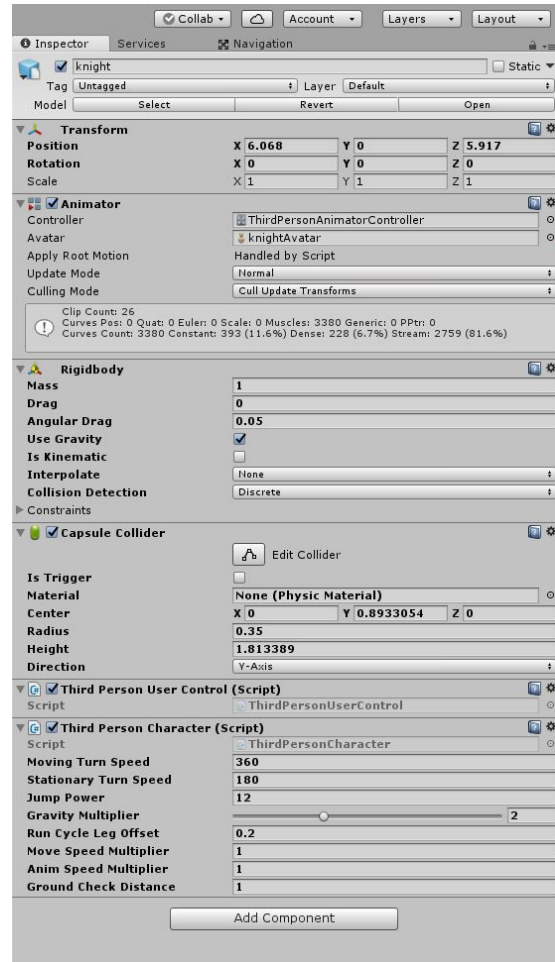 Collab Account Layers Layout
Inspector Services Navigation
knight Static
Tag Untagged Layer Default
Model Select Revert Open
Transform
Position X 6.068 Y 0 Z 5.917
Rotation X 0 Y 0 Z 0
Scale X 1 Y 1 Z 1
Animator
Controller ThirdPersonAnimatorController
Avatar knightAvatar
Apply Root Motion Handled by Script
Update Mode Normal
Culling Mode Cull Update Transforms
Clip Count: 26
Curves Pos: 0 Quat: 0 Euler: 0 Scale: 0 Muscles: 3380 Generic: 0 PPtr: 0
Curves Count: 3380 Constant: 393 (11.6%) Dense: 228 (6.7%) Stream: 2759 (81.6%)
Rigidbody
Mass 1
Drag 0
Angular Drag 0.05
Use Gravity
Is Kinematic
Interpolate None
Collision Detection Discrete
Constraints
Capsule Collider
Edit Collider
Is Trigger
Material None (Physic Material)
Center X 0 Y 0.8933054 Z 0
Radius 0.35
Height 1.813389
Direction Y-Axis
Third Person User Control (Script)
Script ThirdPersonUserControl
Third Person Character (Script)
Script ThirdPersonCharacter
Moving Turn Speed 360
Stationary Turn Speed 180
Jump Power 12
Gravity Multiplier 2
Run Cycle Leg Offset 0.2
Move Speed Multiplier 1
Anim Speed Multiplier 1
Ground Check Distance 1
Add Component